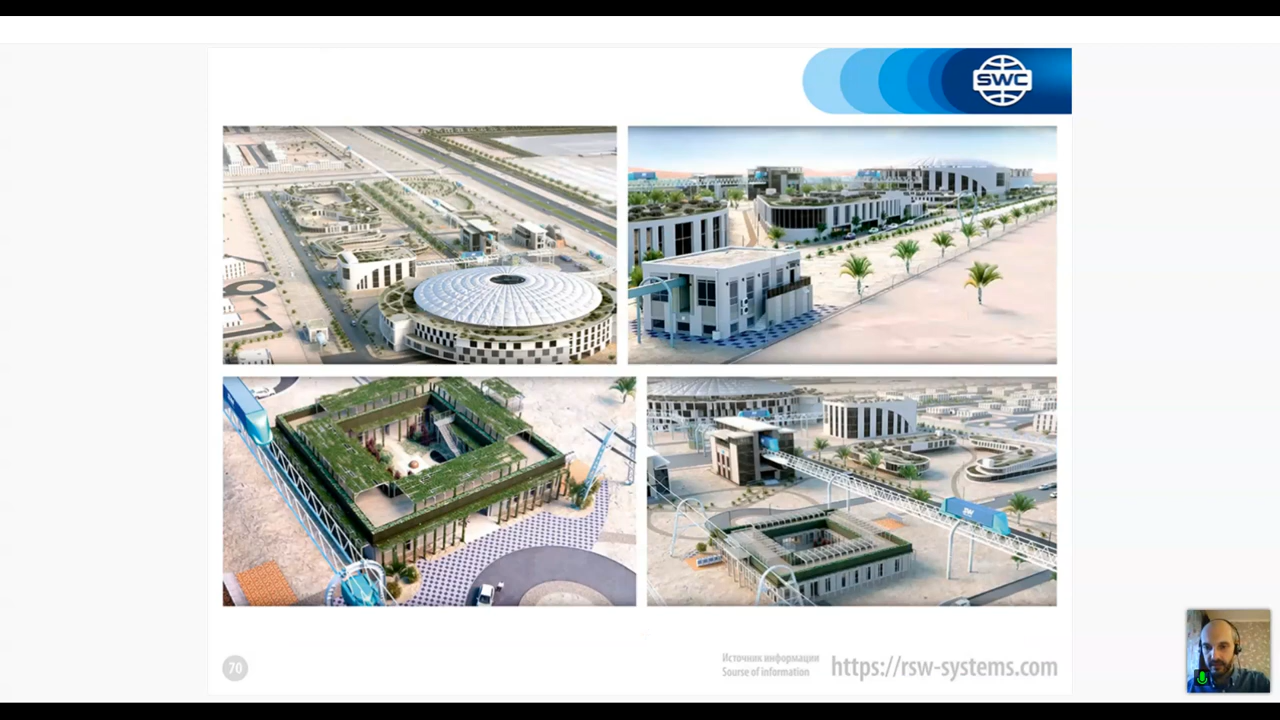 SWC
70
Источник информации
Sourse of information
https://rsw-systems.com